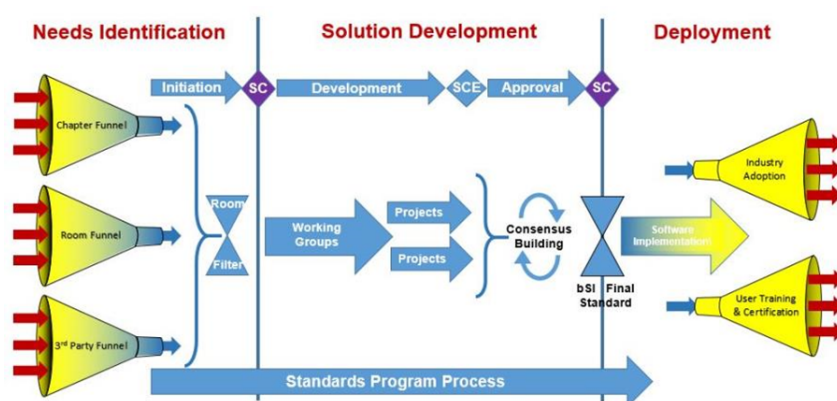 Needs Identification
Solution Development
Deployment
Initiation
SC
Development
SCE
Approval
SC
Chapter Funnel
Room Funnel
3rd Party Funnel
Room
Filter
Working
Groups
Projects
Projects
Consensus
Building
bSI Final
Standard
Software
Implementation
Industry
Adoption
User Training
& Certification
Standards Program Process